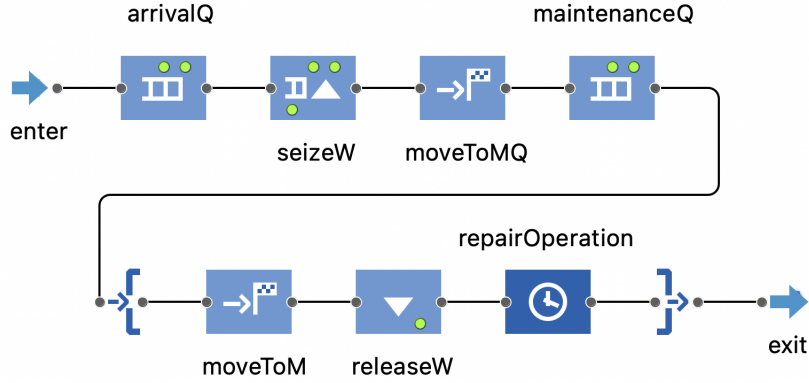 arrivalQ
maintenanceQ
enter
seizeW
moveToMQ
repairOperation
moveToM
releaseW
exit